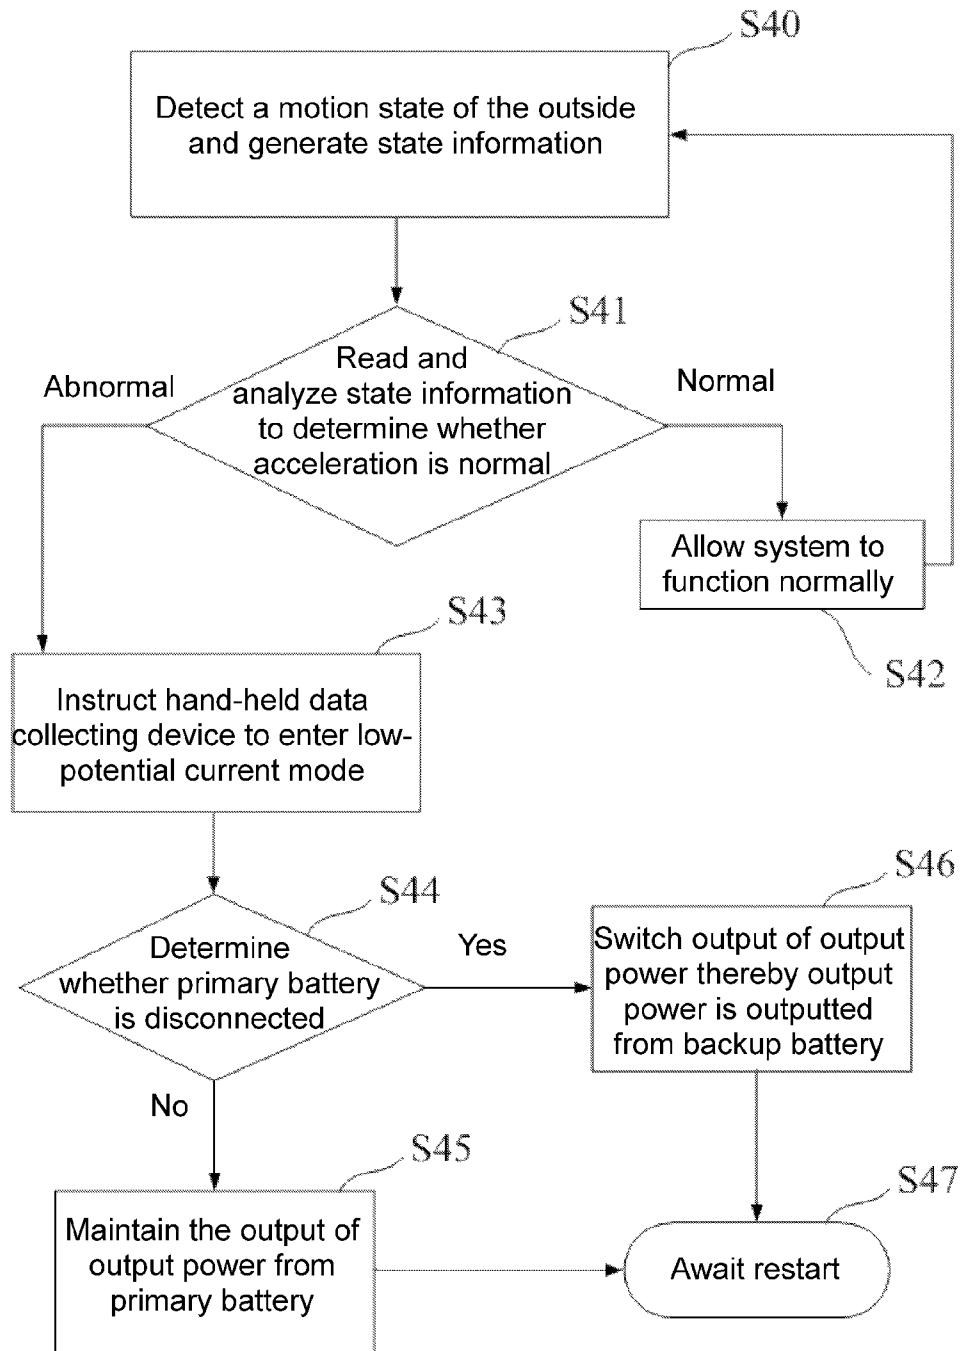 S40
Detect a motion state of the outside
and generate state information
S41
Read and
analyze state information
to determine whether
acceleration is normal
Abnormal
Normal
Allow system to
function normally
S42
S43
Instruct hand-held data
collecting device to enter low-
potential current mode
S44
Determine
whether primary battery
is disconnected
Yes
S46
Switch output of output
power thereby output
power is outputted
from backup battery
No
S45
Maintain the output of
output power from
primary battery
S47
Await restart